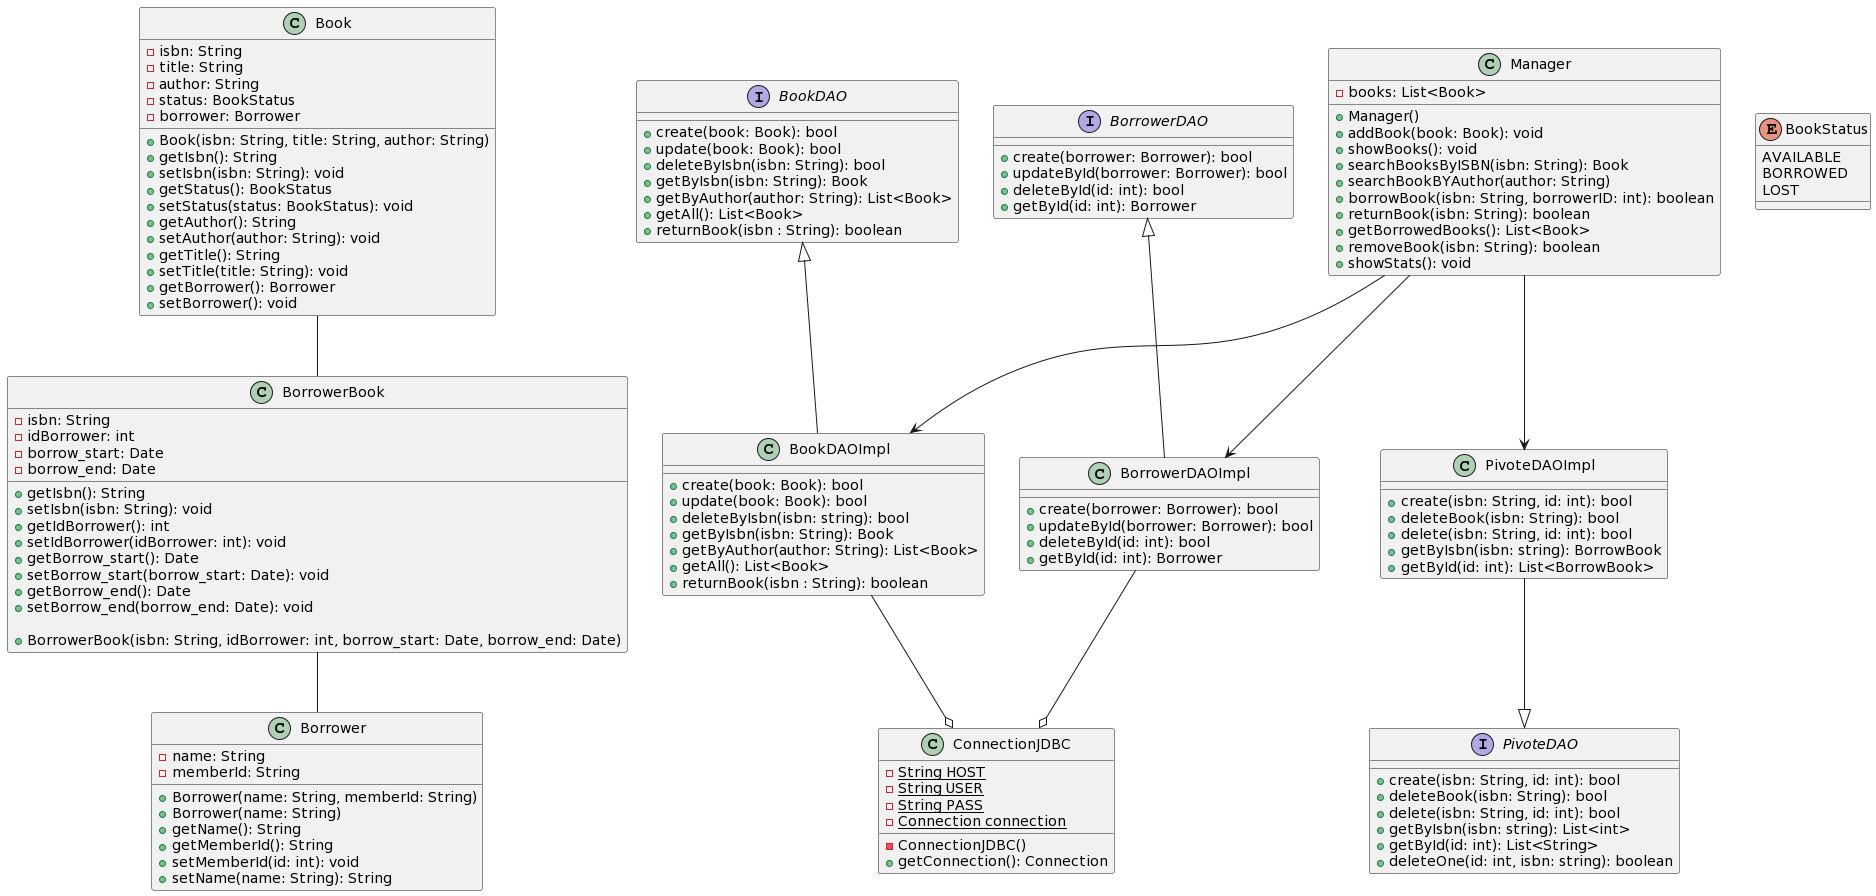 C Book
isbn: String
title: String
author: String
status: BookStatus
borrower: Borrower
Book(isbn: String, title: String, author: String)
getIsbn(): String
setIsbn(isbn: String): void
getStatus(): BookStatus
setStatus(status: BookStatus): void
getAuthor(): String
setAuthor(author: String): void
getTitle(): String
setTitle(title: String): void
getBorrower(): Borrower
setBorrower(): void
I BookDAO
create(book: Book): bool
update(book: Book): bool
deleteByIsbn(isbn: String): bool
getByIsbn(isbn: String): Book
getByAuthor(author: String): List<Book>
getAll(): List<Book>
returnBook(isbn : String): boolean
I BorrowerDAO
create(borrower: Borrower): bool
updateById(borrower: Borrower): bool
deleteById(id: int): bool
getById(id: int): Borrower
C Manager
books: List<Book>
Manager()
addBook(book: Book): void
showBooks(): void
searchBooksByISBN(isbn: String): Book
searchBookBYAuthor(author: String)
borrowBook(isbn: String, borrowerID: int): boolean
returnBook(isbn: String): boolean
getBorrowedBooks(): List<Book>
removeBook(isbn: String): boolean
showStats(): void
E BookStatus
AVAILABLE
BORROWED
LOST
C BorrowerBook
isbn: String
idBorrower: int
borrow_start: Date
borrow_end: Date
getIsbn(): String
setIsbn(isbn: String): void
getIdBorrower(): int
setIdBorrower(idBorrower: int): void
getBorrow_start(): Date
setBorrow_start(borrow_start: Date): void
getBorrow_end(): Date
setBorrow_end(borrow_end: Date): void
BorrowerBook(isbn: String, idBorrower: int, borrow_start: Date, borrow_end: Date)
C BookDAOImpl
create(book: Book): bool
update(book: Book): bool
deleteByIsbn(isbn: string): bool
getByIsbn(isbn: String): Book
getByAuthor(author: String): List<Book>
getAll(): List<Book>
returnBook(isbn : String): boolean
C BorrowerDAOImpl
create(borrower: Borrower): bool
updateById(borrower: Borrower): bool
deleteById(id: int): bool
getById(id: int): Borrower
C PivoteDAOImpl
create(isbn: String, id: int): bool
deleteBook(isbn: String): bool
delete(isbn: String, id: int): bool
getByIsbn(isbn: string): BorrowBook
getById(id: int): List<BorrowBook>
C Borrower
name: String
memberId: String
Borrower(name: String, memberId: String)
Borrower(name: String)
getName(): String
getMemberId(): String
setMemberId(id: int): void
setName(name: String): String
C ConnectionJDBC
String HOST
String USER
String PASS
Connection connection
ConnectionJDBC()
getConnection(): Connection
I PivoteDAO
create(isbn: String, id: int): bool
deleteBook(isbn: String): bool
delete(isbn: String, id: int): bool
getByIsbn(isbn: string): List<int>
getById(id: int): List<String>
deleteOne(id: int, isbn: string): boolean